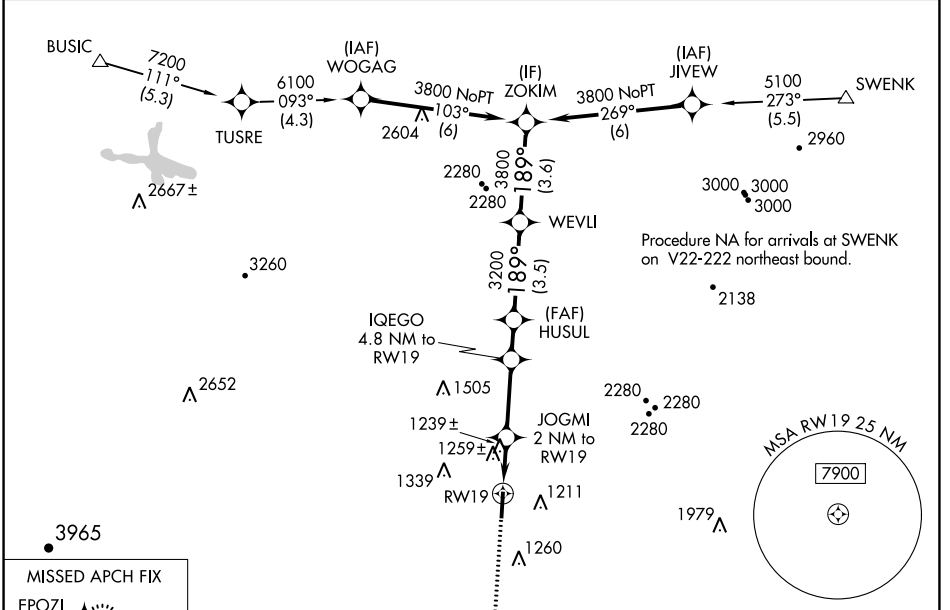 BUSIC
7200
111°
(5.3)
TUSRE
6100
093°
(4.3)
(IAF)
WOGAG
3800 NoPT
103°
(6)
2604
(IF)
ZOKIM
3800 NoPT
269°
(6)
(IAF)
JIVEW
5100
273°
(5.5)
SWENK
2960
2667±
2280
2280
3800
189°
(3.6)
3000
3000
3000
WEVLI
Procedure NA for arrivals at SWENK
on V22-222 northeast bound.
3260
3200
189°
(3.5)
2138
(FAF)
HUSUL
IQEGO
4.8 NM to
RW19
2652
1505
2280
2280
2280
1239±
1259±
JOGMI
2 NM to
RW19
1339
RW19
1211
MSA RW19 25 NM
7900
1979
3965
1260
MISSED APCH FIX
EPOZI